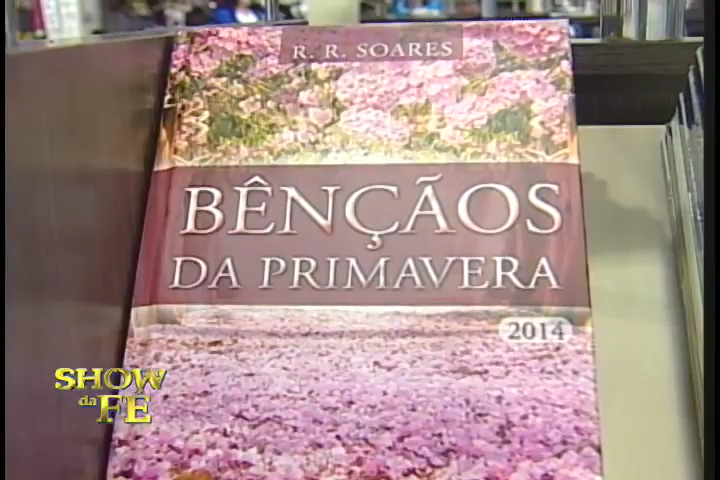 R. R. SOARES
BÊNÇÃOS
DA PRIMAVERA
2014
SHOW
da
FÉ